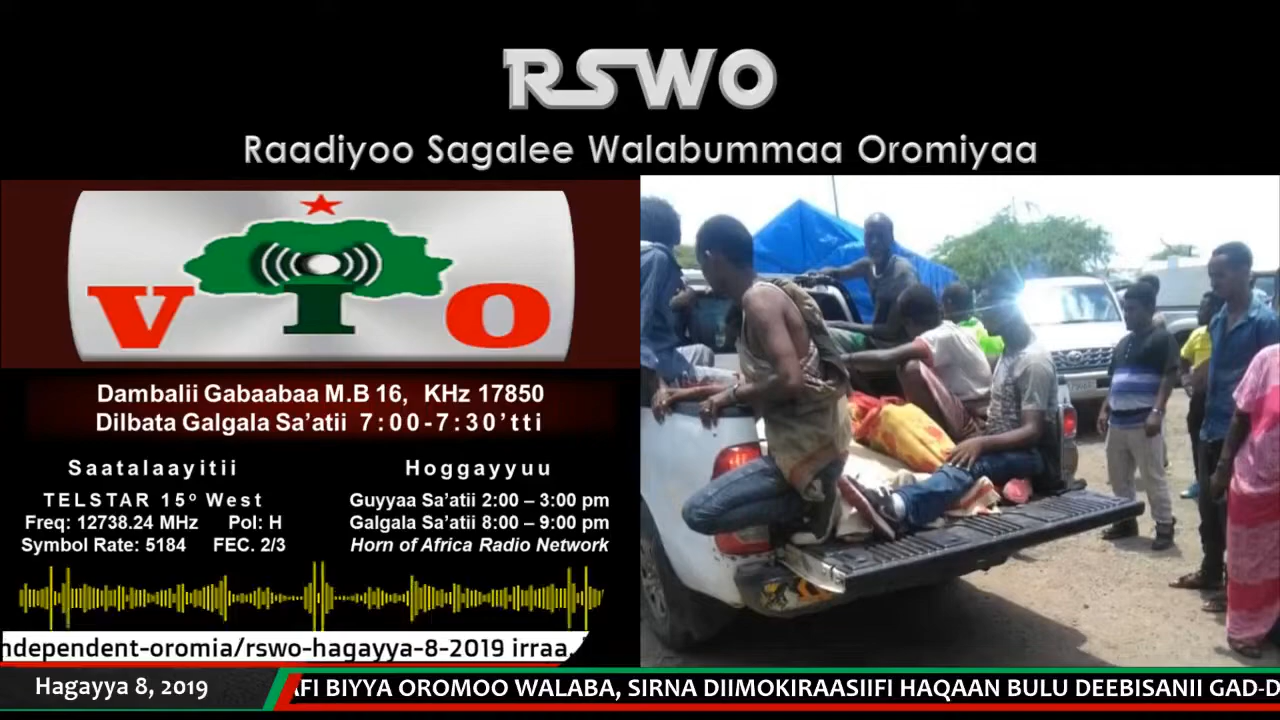 RSWO
Raadiyoo Sagalee Walabummaa Oromiyaa
V I O
Dambalii Gabaabaa M.B 16, KHz 17850
Dilbata Galgala Sa’atii 7:00-7:30’tti
Saatalaayitii
TELSTAR 15º West
Freq: 12738.24 MHz Pol: H
Symbol Rate: 5184 FEC. 2/3
Hoggayyuu
Guyyaa Sa’atii 2:00 – 3:00 pm
Galgala Sa’atii 8:00 – 9:00 pm
Horn of Africa Radio Network
ndependent-oromia/rswo-hagayya-8-2019 irraa
Hagayya 8, 2019
AFI BIYYA OROMOO WALABA, SIRNA DIIMOKIRAASIIFI HAQAAN BULU DEEBISANII GAD-D